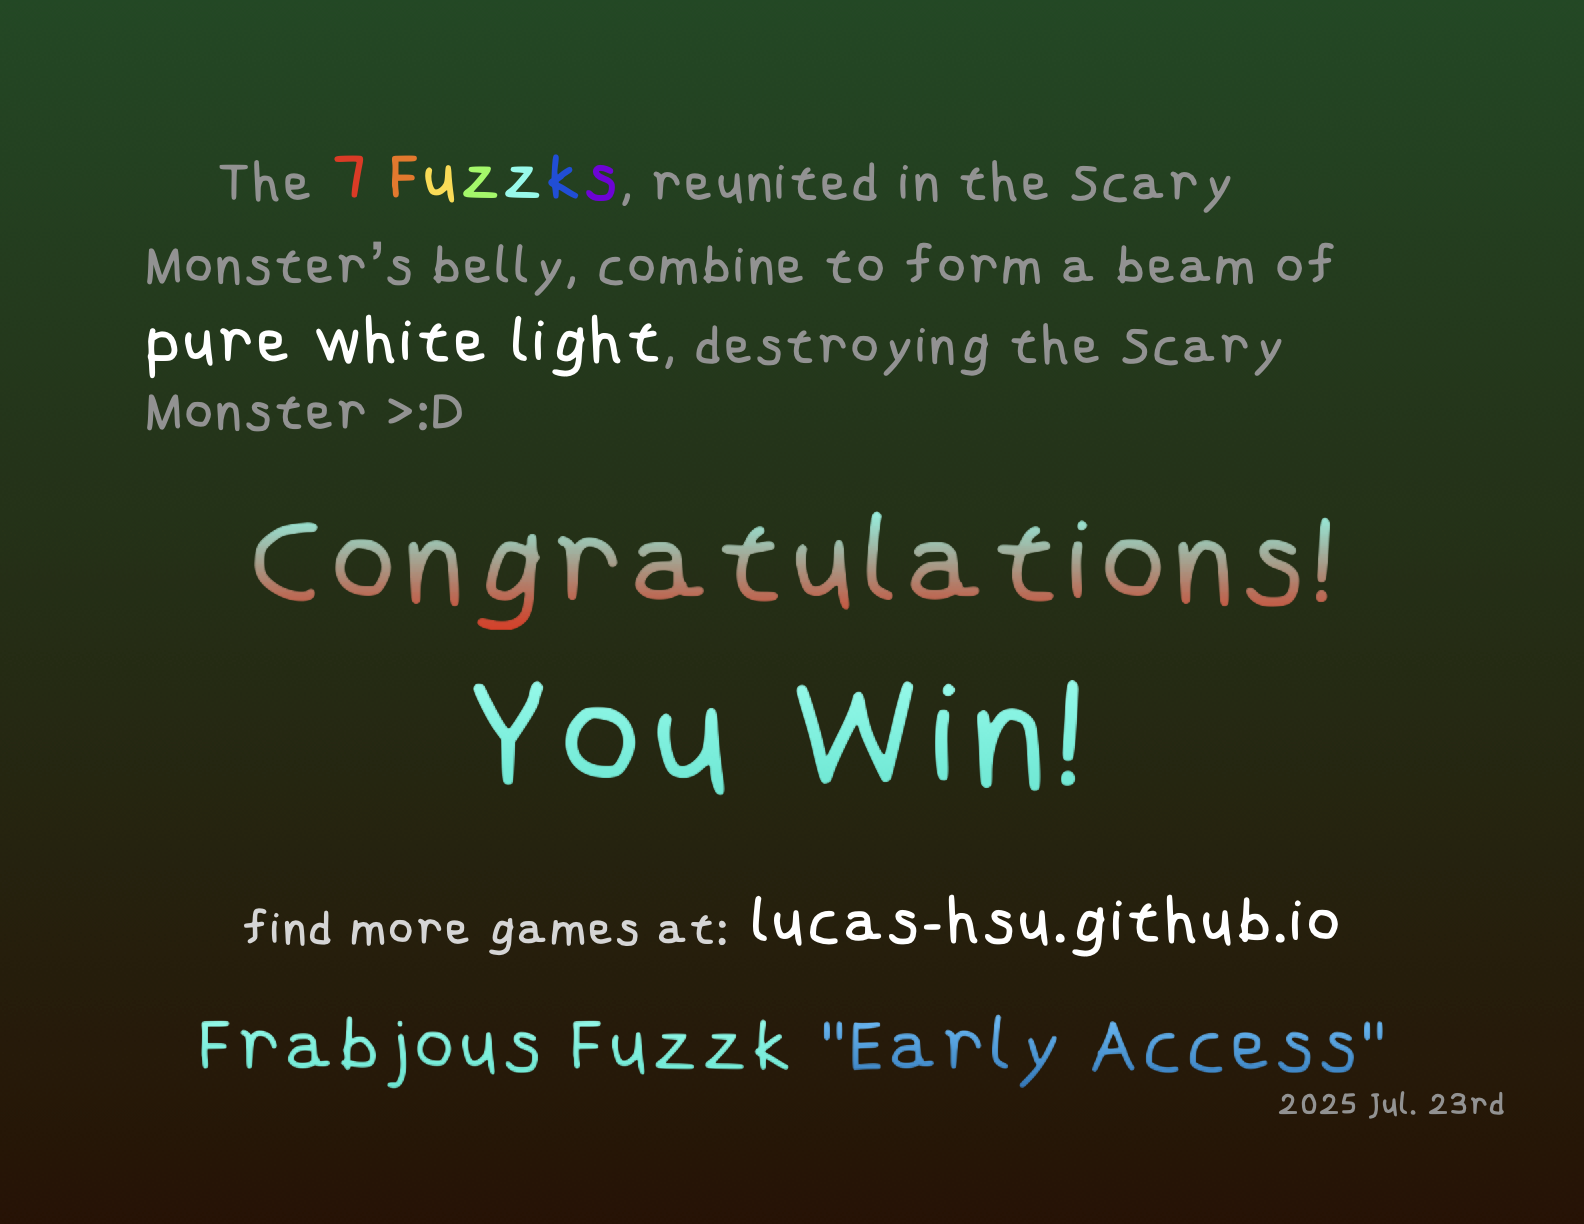 The 7 Fuzzks, reunited in the Scary
Monster’s belly, combine to form a beam of
pure white light, destroying the Scary
Monster >:D
Congratulations!
You Win!
find more games at: lucas-hsu.github.io
Frabjous Fuzzk "Early Access"
2025 Jul. 23rd